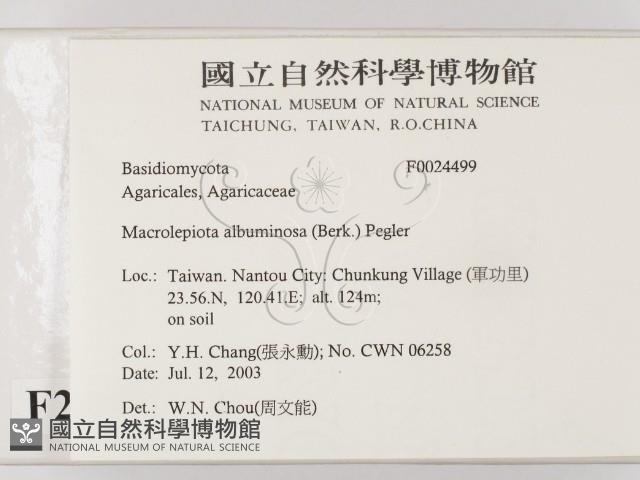 國立自然科學博物館
NATIONAL MUSEUM OF NATURAL SCIENCE
TAICHUNG, TAIWAN, R.O.CHINA
Basidiomycota F0024499
Agaricales, Agaricaceae
Macrolepiota albuminosa (Berk.) Pegler
Loc.: Taiwan. Nantou City: Chunkung Village (軍功里)
23.56.N, 120.41.E; alt. 124m;
on soil
Col.: Y.H. Chang(張永勳); No. CWN 06258
Date: Jul. 12, 2003
Det.: W.N. Chou(周文能)
F2
國立自然科學博物館
NATIONAL MUSEUM OF NATURAL SCIENCE